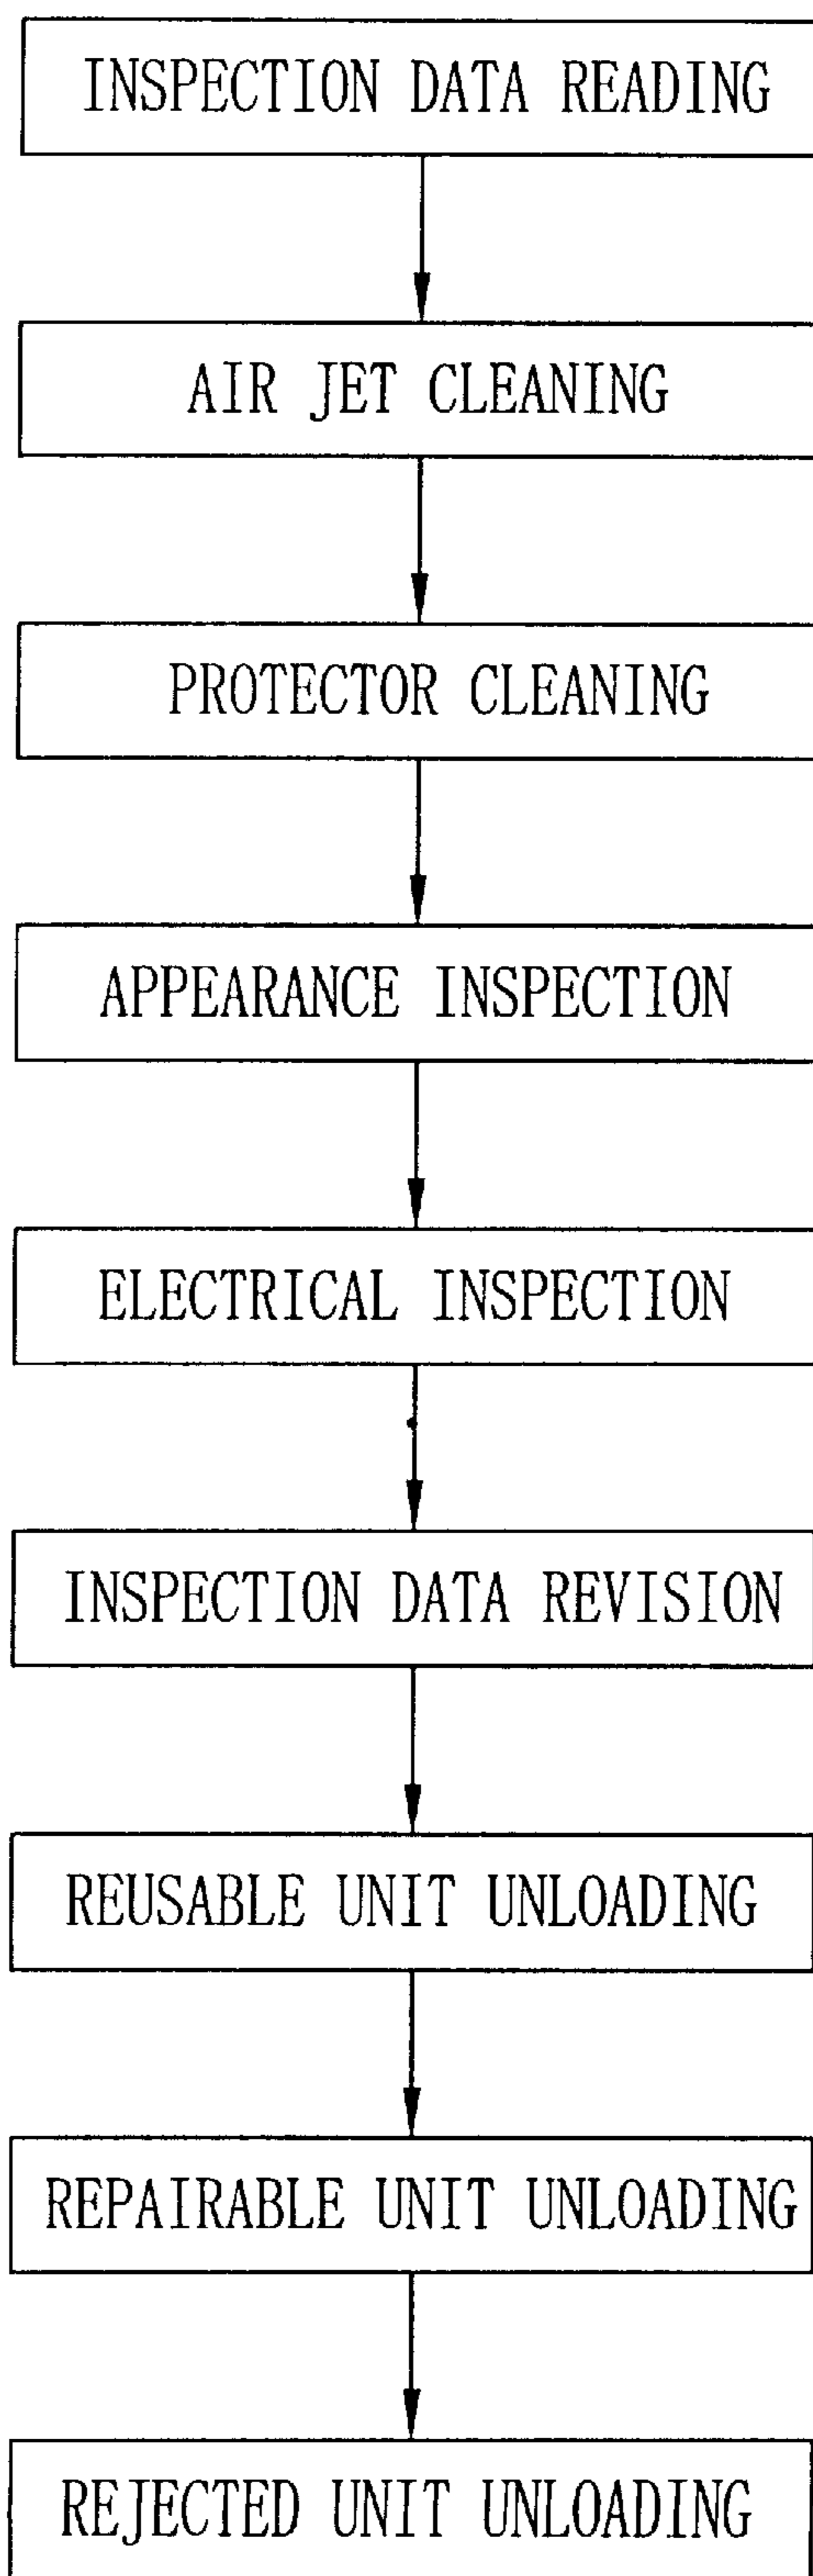 INSPECTION DATA READING
AIR JET CLEANING
PROTECTOR CLEANING
APPEARANCE INSPECTION
ELECTRICAL INSPECTION
INSPECTION DATA REVISION
REUSABLE UNIT UNLOADING
REPAIRABLE UNIT UNLOADING
REJECTED UNIT UNLOADING